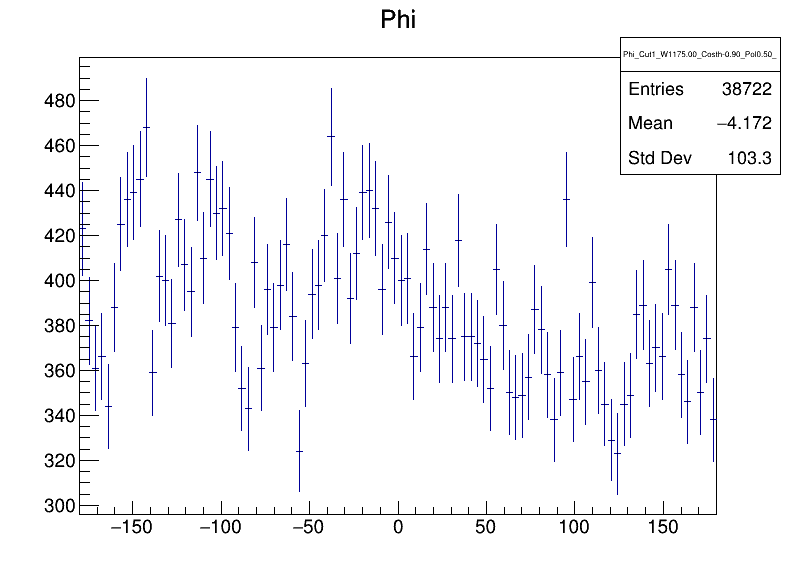 Phi
Phi_Cut1_W1175.00_Costh-0.90_Pol0.50_
Entries 38722
Mean −4.172
Std Dev 103.3
480
460
440
420
400
380
360
340
320
300
−150 −100 −50 0 50 100 150